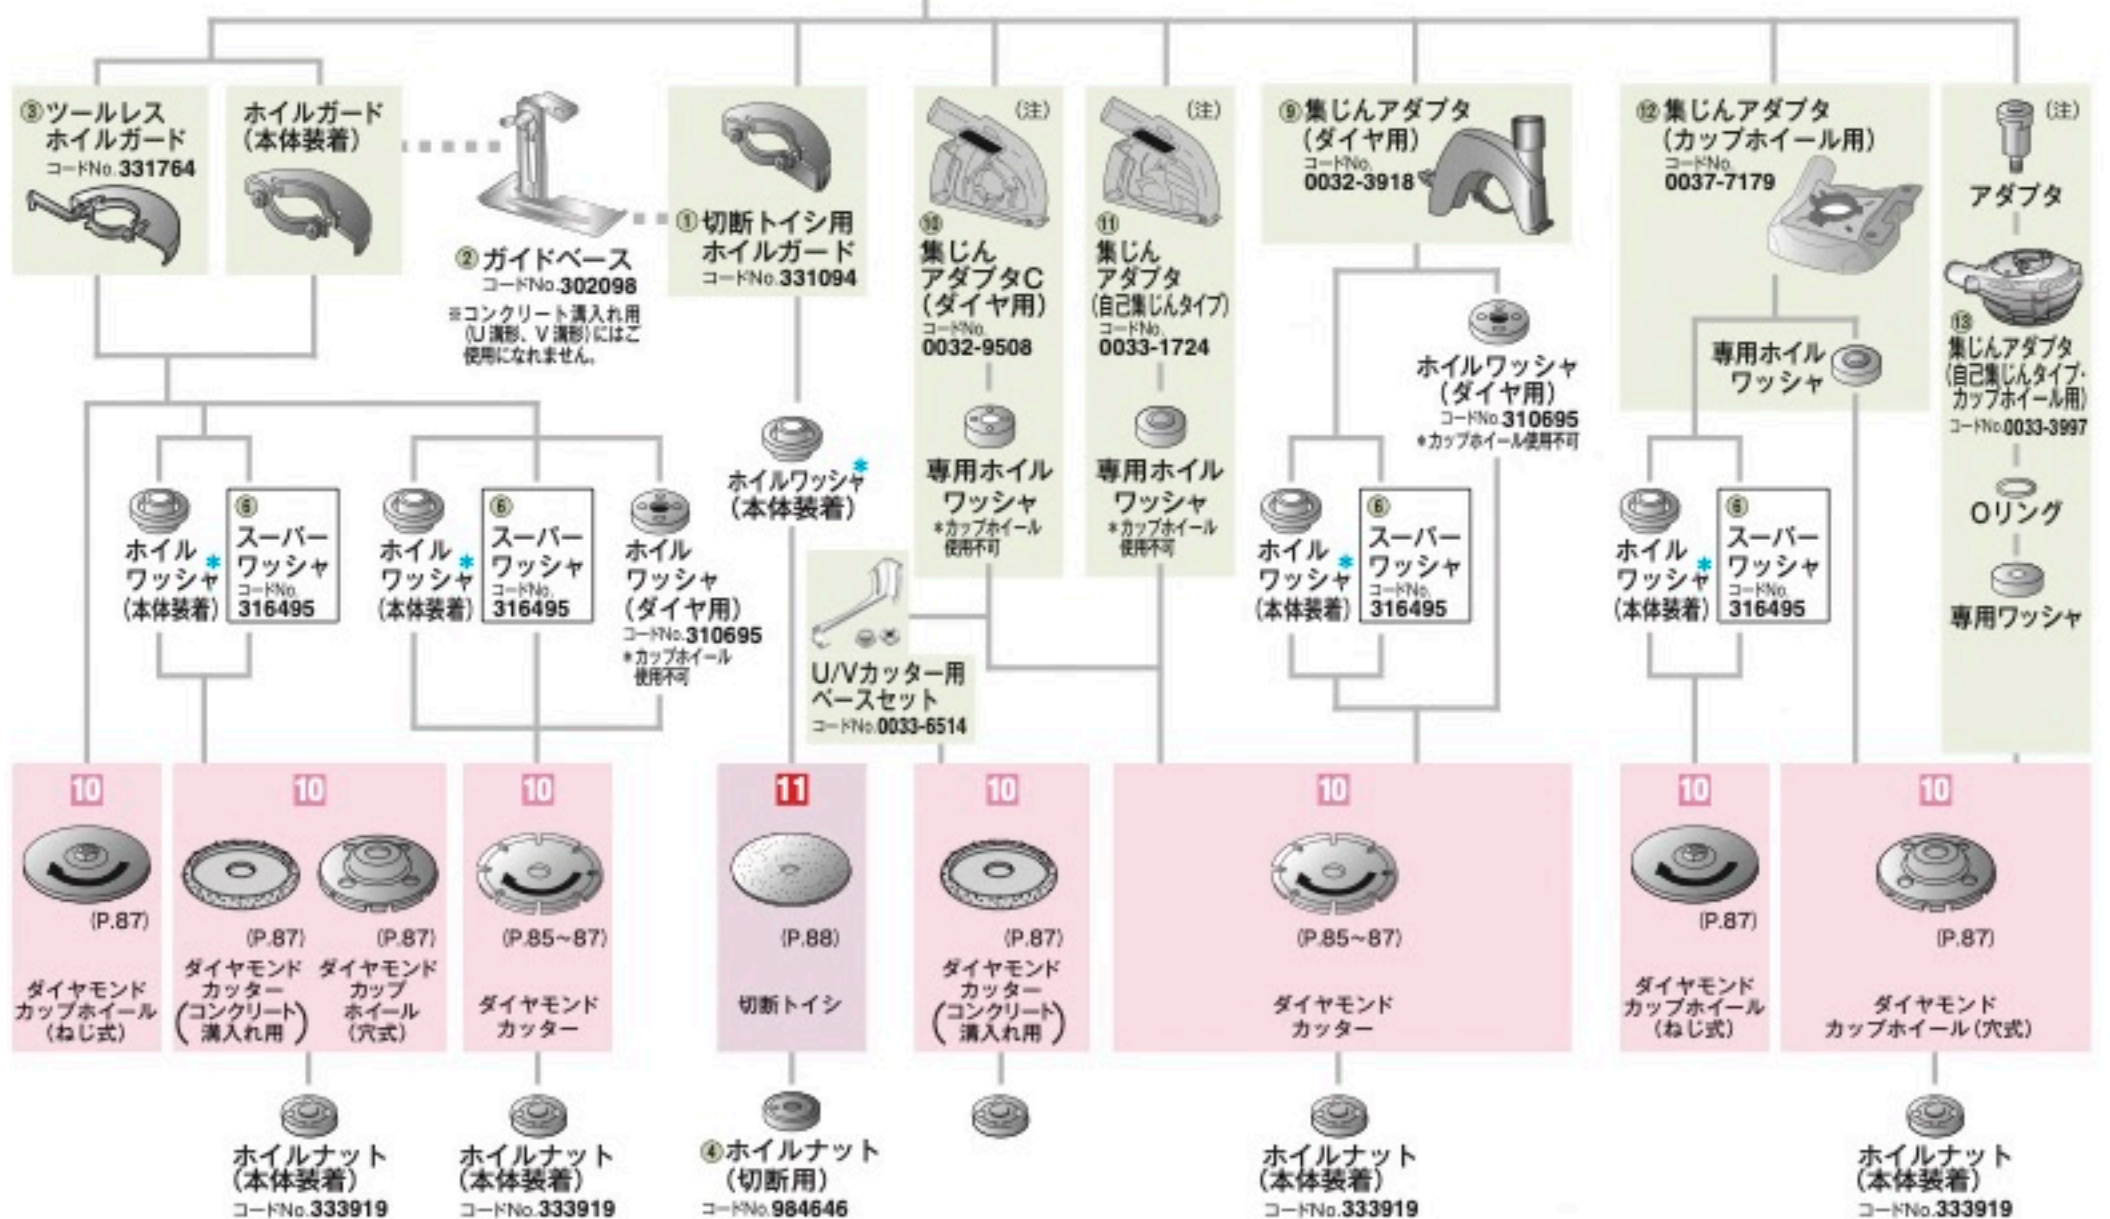 ③ツールレス
ホイルガード
コードNo.331764
ホイルガード
(本体装着)
②ガイドベース
コードNo.302098
※コンクリート溝入れ用
(U溝形、V溝形)にはご
使用になれません。
①切断トイシ用
ホイルガード
コードNo.331094
(注)
⑩
集じん
アダプタC
(ダイヤ用)
コードNo.
0032-9508
専用ホイル
ワッシャ
*カップホイール
使用不可
(注)
⑪
集じん
アダプタ
(自己集じんタイプ)
コードNo.
0033-1724
専用ホイル
ワッシャ
*カップホイール
使用不可
⑨集じんアダプタ
(ダイヤ用)
コードNo.
0032-3918
ホイルワッシャ
(ダイヤ用)
コードNo.310695
*カップホイール使用不可
⑫集じんアダプタ
(カップホイール用)
コードNo.
0037-7179
専用ホイル
ワッシャ
(注)
アダプタ
⑬
集じんアダプタ
(自己集じんタイプ・
カップホイール用)
コードNo.0033-3997
Oリング
専用ワッシャ
ホイル
ワッシャ*
(本体装着)
⑥
スーパー
ワッシャ
コードNo.
316495
ホイル
ワッシャ*
(本体装着)
⑥
スーパー
ワッシャ
コードNo.
316495
ホイル
ワッシャ
(ダイヤ用)
コードNo.310695
*カップホイール
使用不可
ホイルワッシャ*
(本体装着)
U/Vカッター用
ベースセット
コードNo.0033-6514
ホイル
ワッシャ*
(本体装着)
⑥
スーパー
ワッシャ
コードNo.
316495
ホイル
ワッシャ*
(本体装着)
⑥
スーパー
ワッシャ
コードNo.
316495
10
(P.87)
ダイヤモンド
カップホイール
(ねじ式)
10
(P.87)
ダイヤモンド
カッター
(コンクリート
溝入れ用)
(P.87)
ダイヤモンド
カップ
ホイール
(穴式)
10
(P.85~87)
ダイヤモンド
カッター
11
(P.88)
切断トイシ
10
(P.87)
ダイヤモンド
カッター
(コンクリート
溝入れ用)
10
(P.85~87)
ダイヤモンド
カッター
10
(P.87)
ダイヤモンド
カップホイール
(ねじ式)
10
(P.87)
ダイヤモンド
カップホイール(穴式)
ホイルナット
(本体装着)
コードNo.333919
ホイルナット
(本体装着)
コードNo.333919
④ホイルナット
(切断用)
コードNo.984646
ホイルナット
(本体装着)
コードNo.333919
ホイルナット
(本体装着)
コードNo.333919